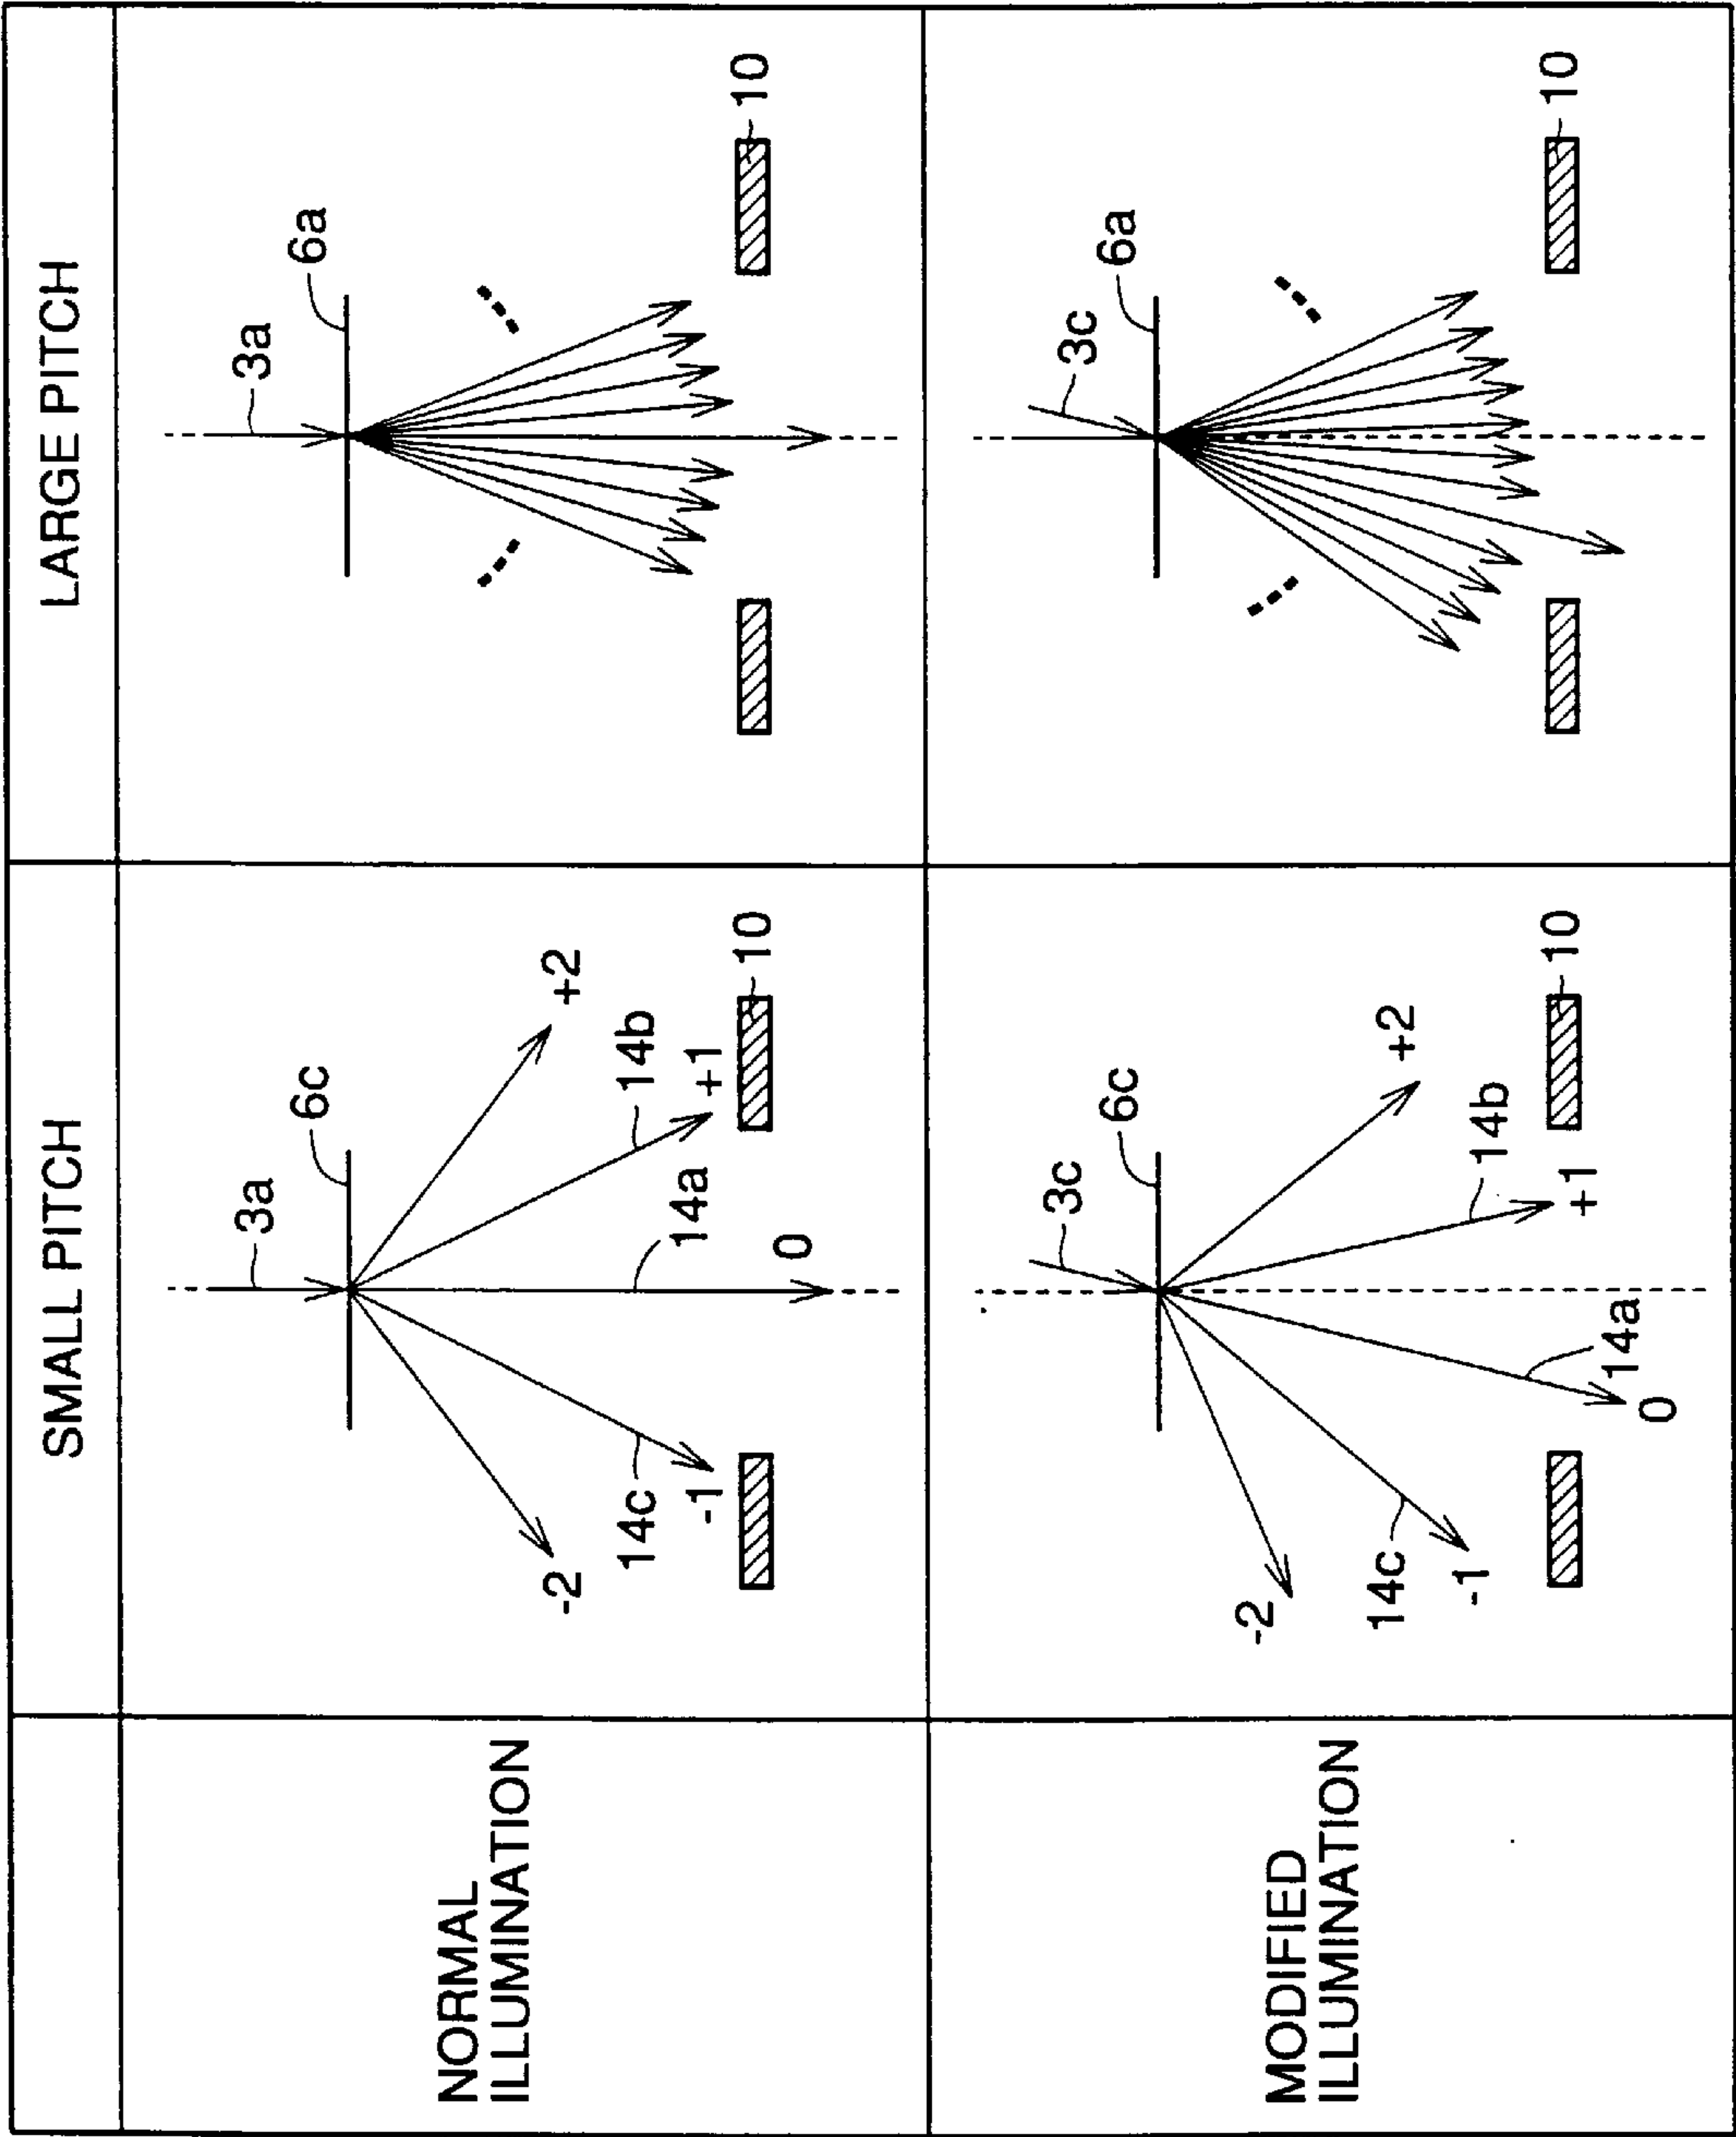 SMALL PITCH
LARGE PITCH
NORMAL
ILLUMINATION
3a
6c
+2
14b
+1
10
14a
0
14c
-1
-2
3a
6a
10
MODIFIED
ILLUMINATION
3c
6c
+2
14b
+1
10
14a
0
14c
-1
-2
3c
6a
10